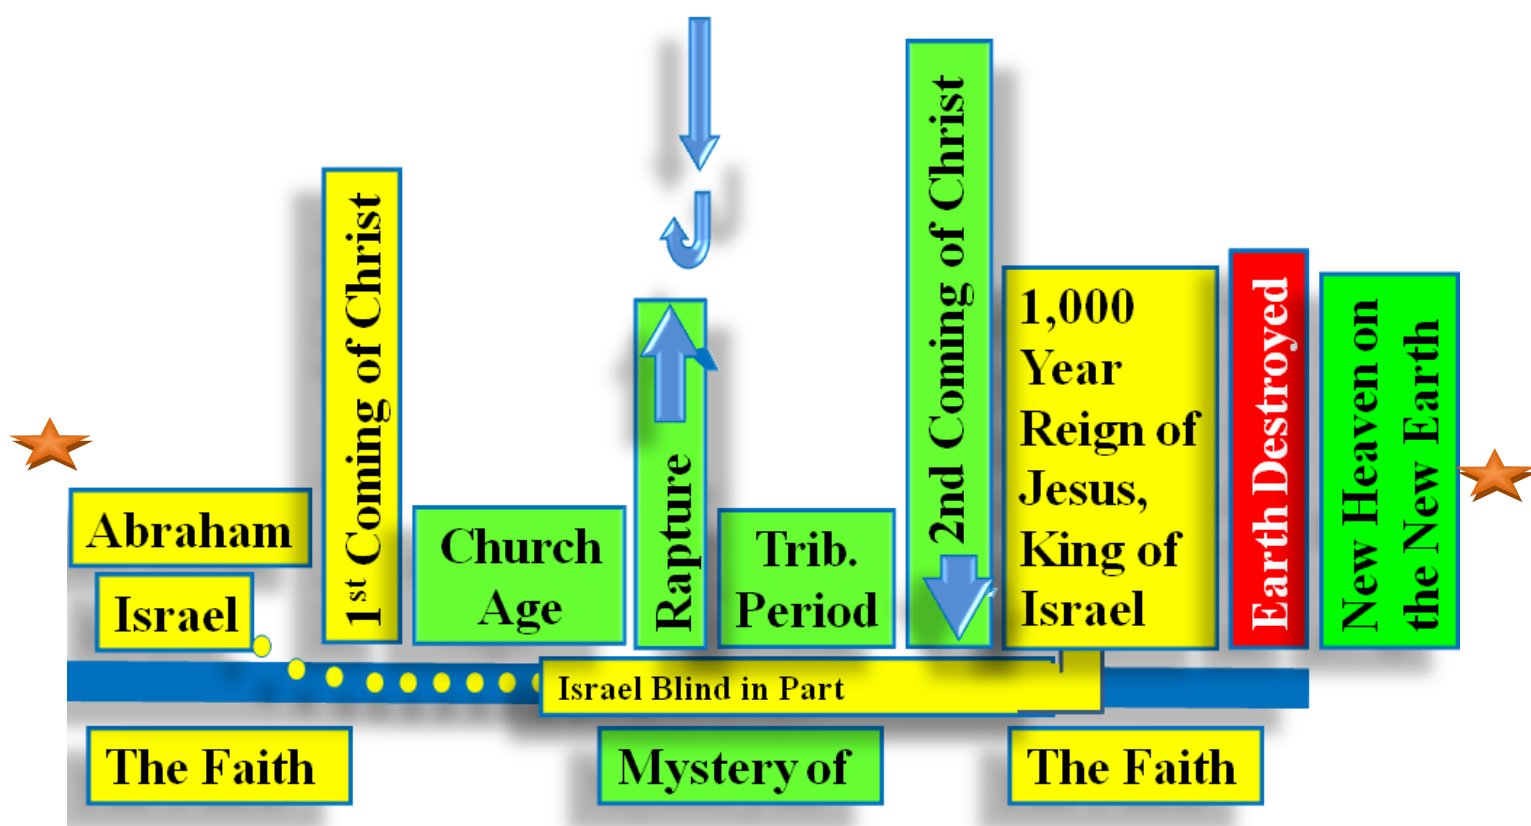 Abraham
Israel
1st Coming of Christ
Church
Age
Rapture
Trib.
Period
2nd Coming of Christ
1,000
Year
Reign of
Jesus,
King of
Israel
Earth Destroyed
New Heaven on
the New Earth
Israel Blind in Part
The Faith
Mystery of
The Faith